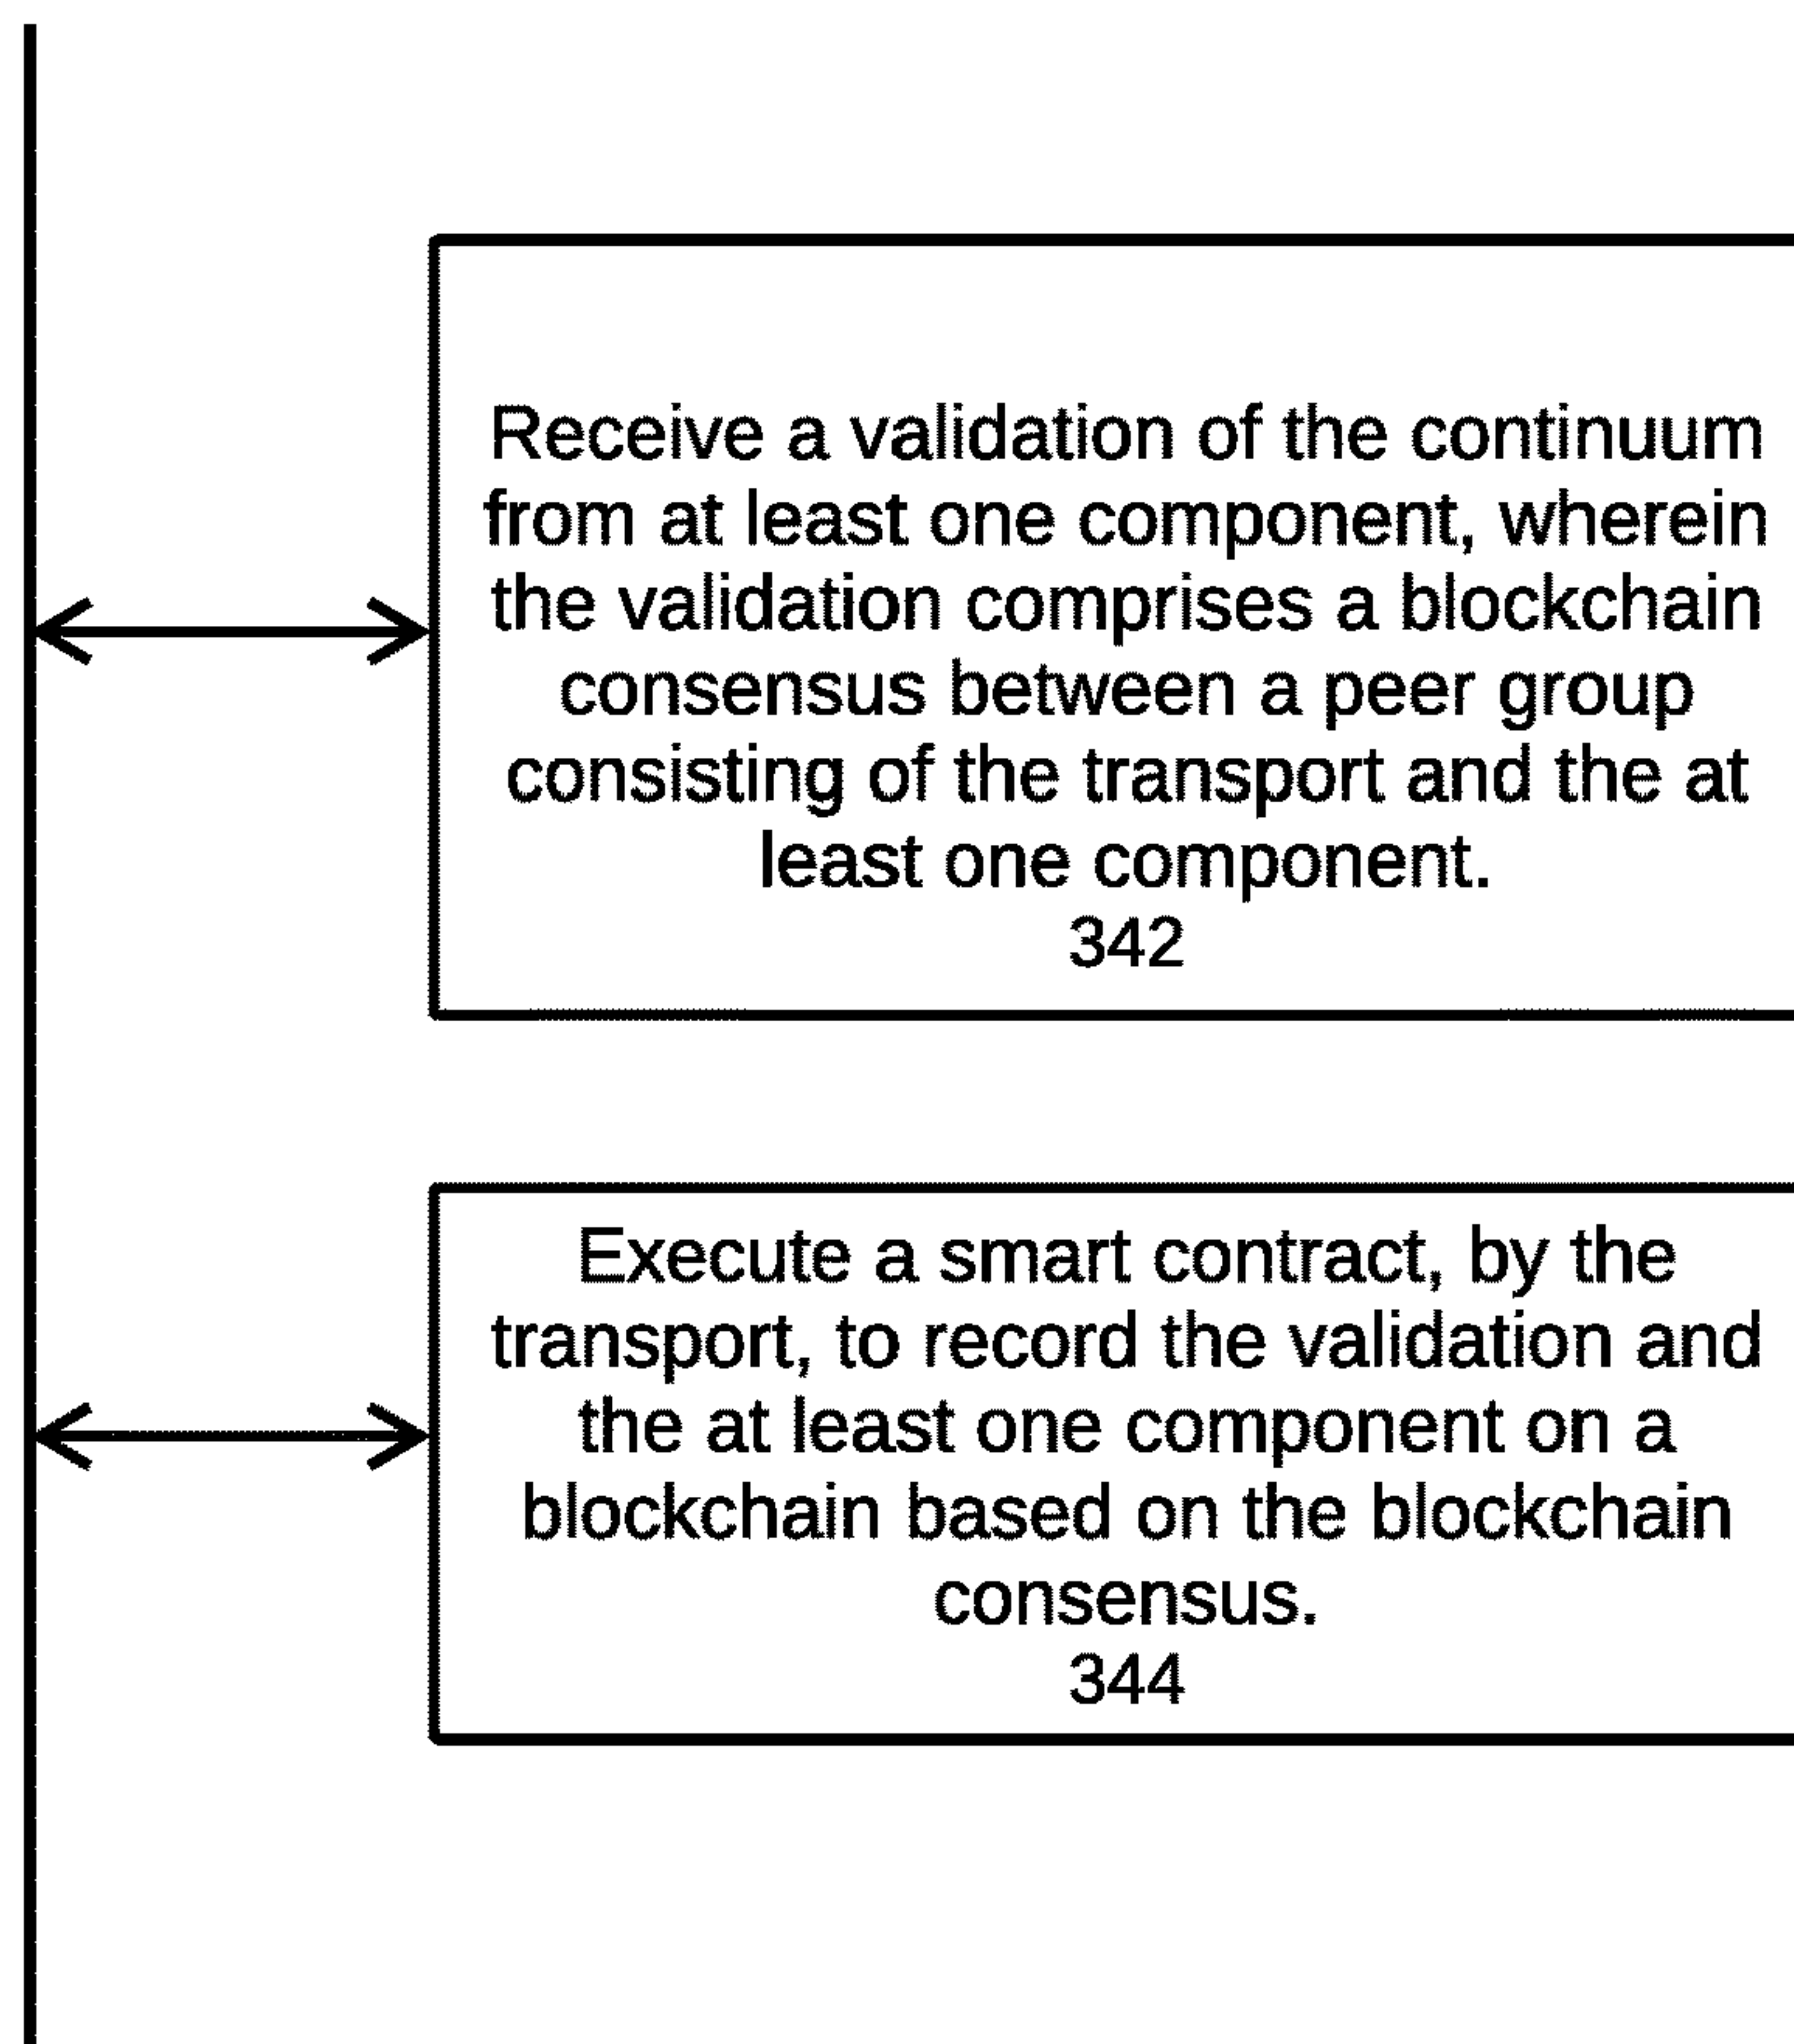 Receive a validation of the continuum
from at least one component, wherein
the validation comprises a blockchain
consensus between a peer group
consisting of the transport and the at
least one component.
342
Execute a smart contract, by the
transport, to record the validation and
the at least one component on a
blockchain based on the blockchain
consensus.
344